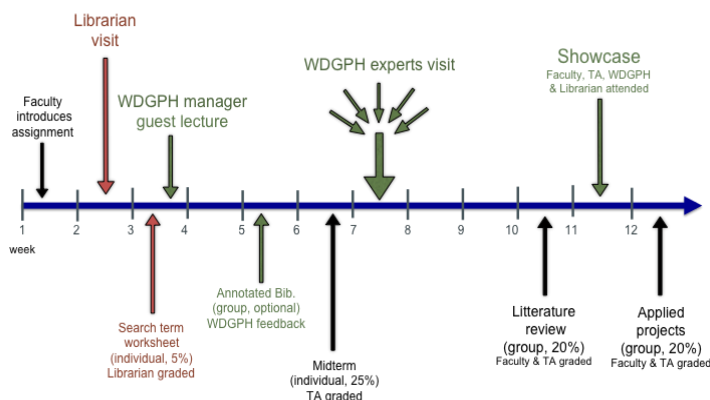 Librarian
visit
Faculty
introduces
assignment
WDGPH manager
guest lecture
WDGPH experts visit
Showcase
Faculty, TA, WDGPH
& Librarian attended
1
2
3
4
5
6
7
8
9
10
11
12
week
Search term
worksheet
(individual, 5%)
Librarian graded
Annotated Bib.
(group, optional)
WDGPH feedback
Midterm
(individual, 25%)
TA graded
Litterature
review
(group, 20%)
Faculty & TA graded
Applied
projects
(group, 20%)
Faculty & TA graded